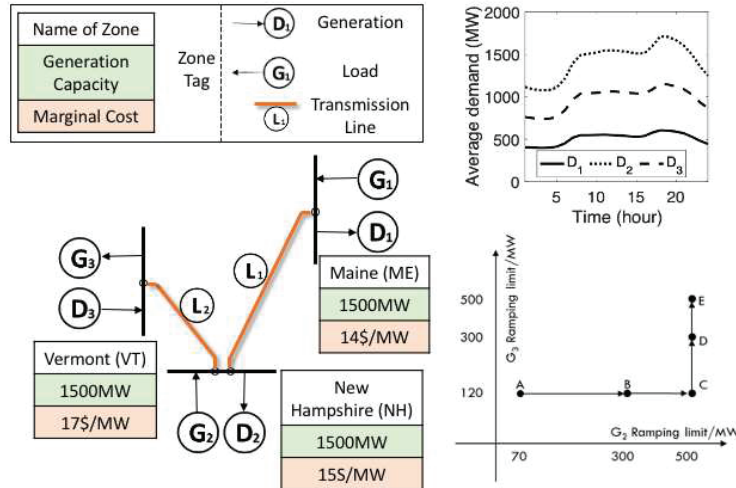 Name of Zone
Generation
Capacity
Marginal Cost
Zone
Tag
D1
Generation
G1
Load
L1
Transmission
Line
G1
D1
L1
Maine (ME)
1500MW
14$/MW
G3
D3
L2
Vermont (VT)
1500MW
17$/MW
G2
D2
New
Hampshire (NH)
1500MW
15S/MW
Average demand (MW)
2000
1500
1000
500
0
D1 D2 D3
5 10 15 20
Time (hour)
G3 Ramping limit/MW
500
300
120
A
B
C
D
E
G2 Ramping limit/MW
70 300 500